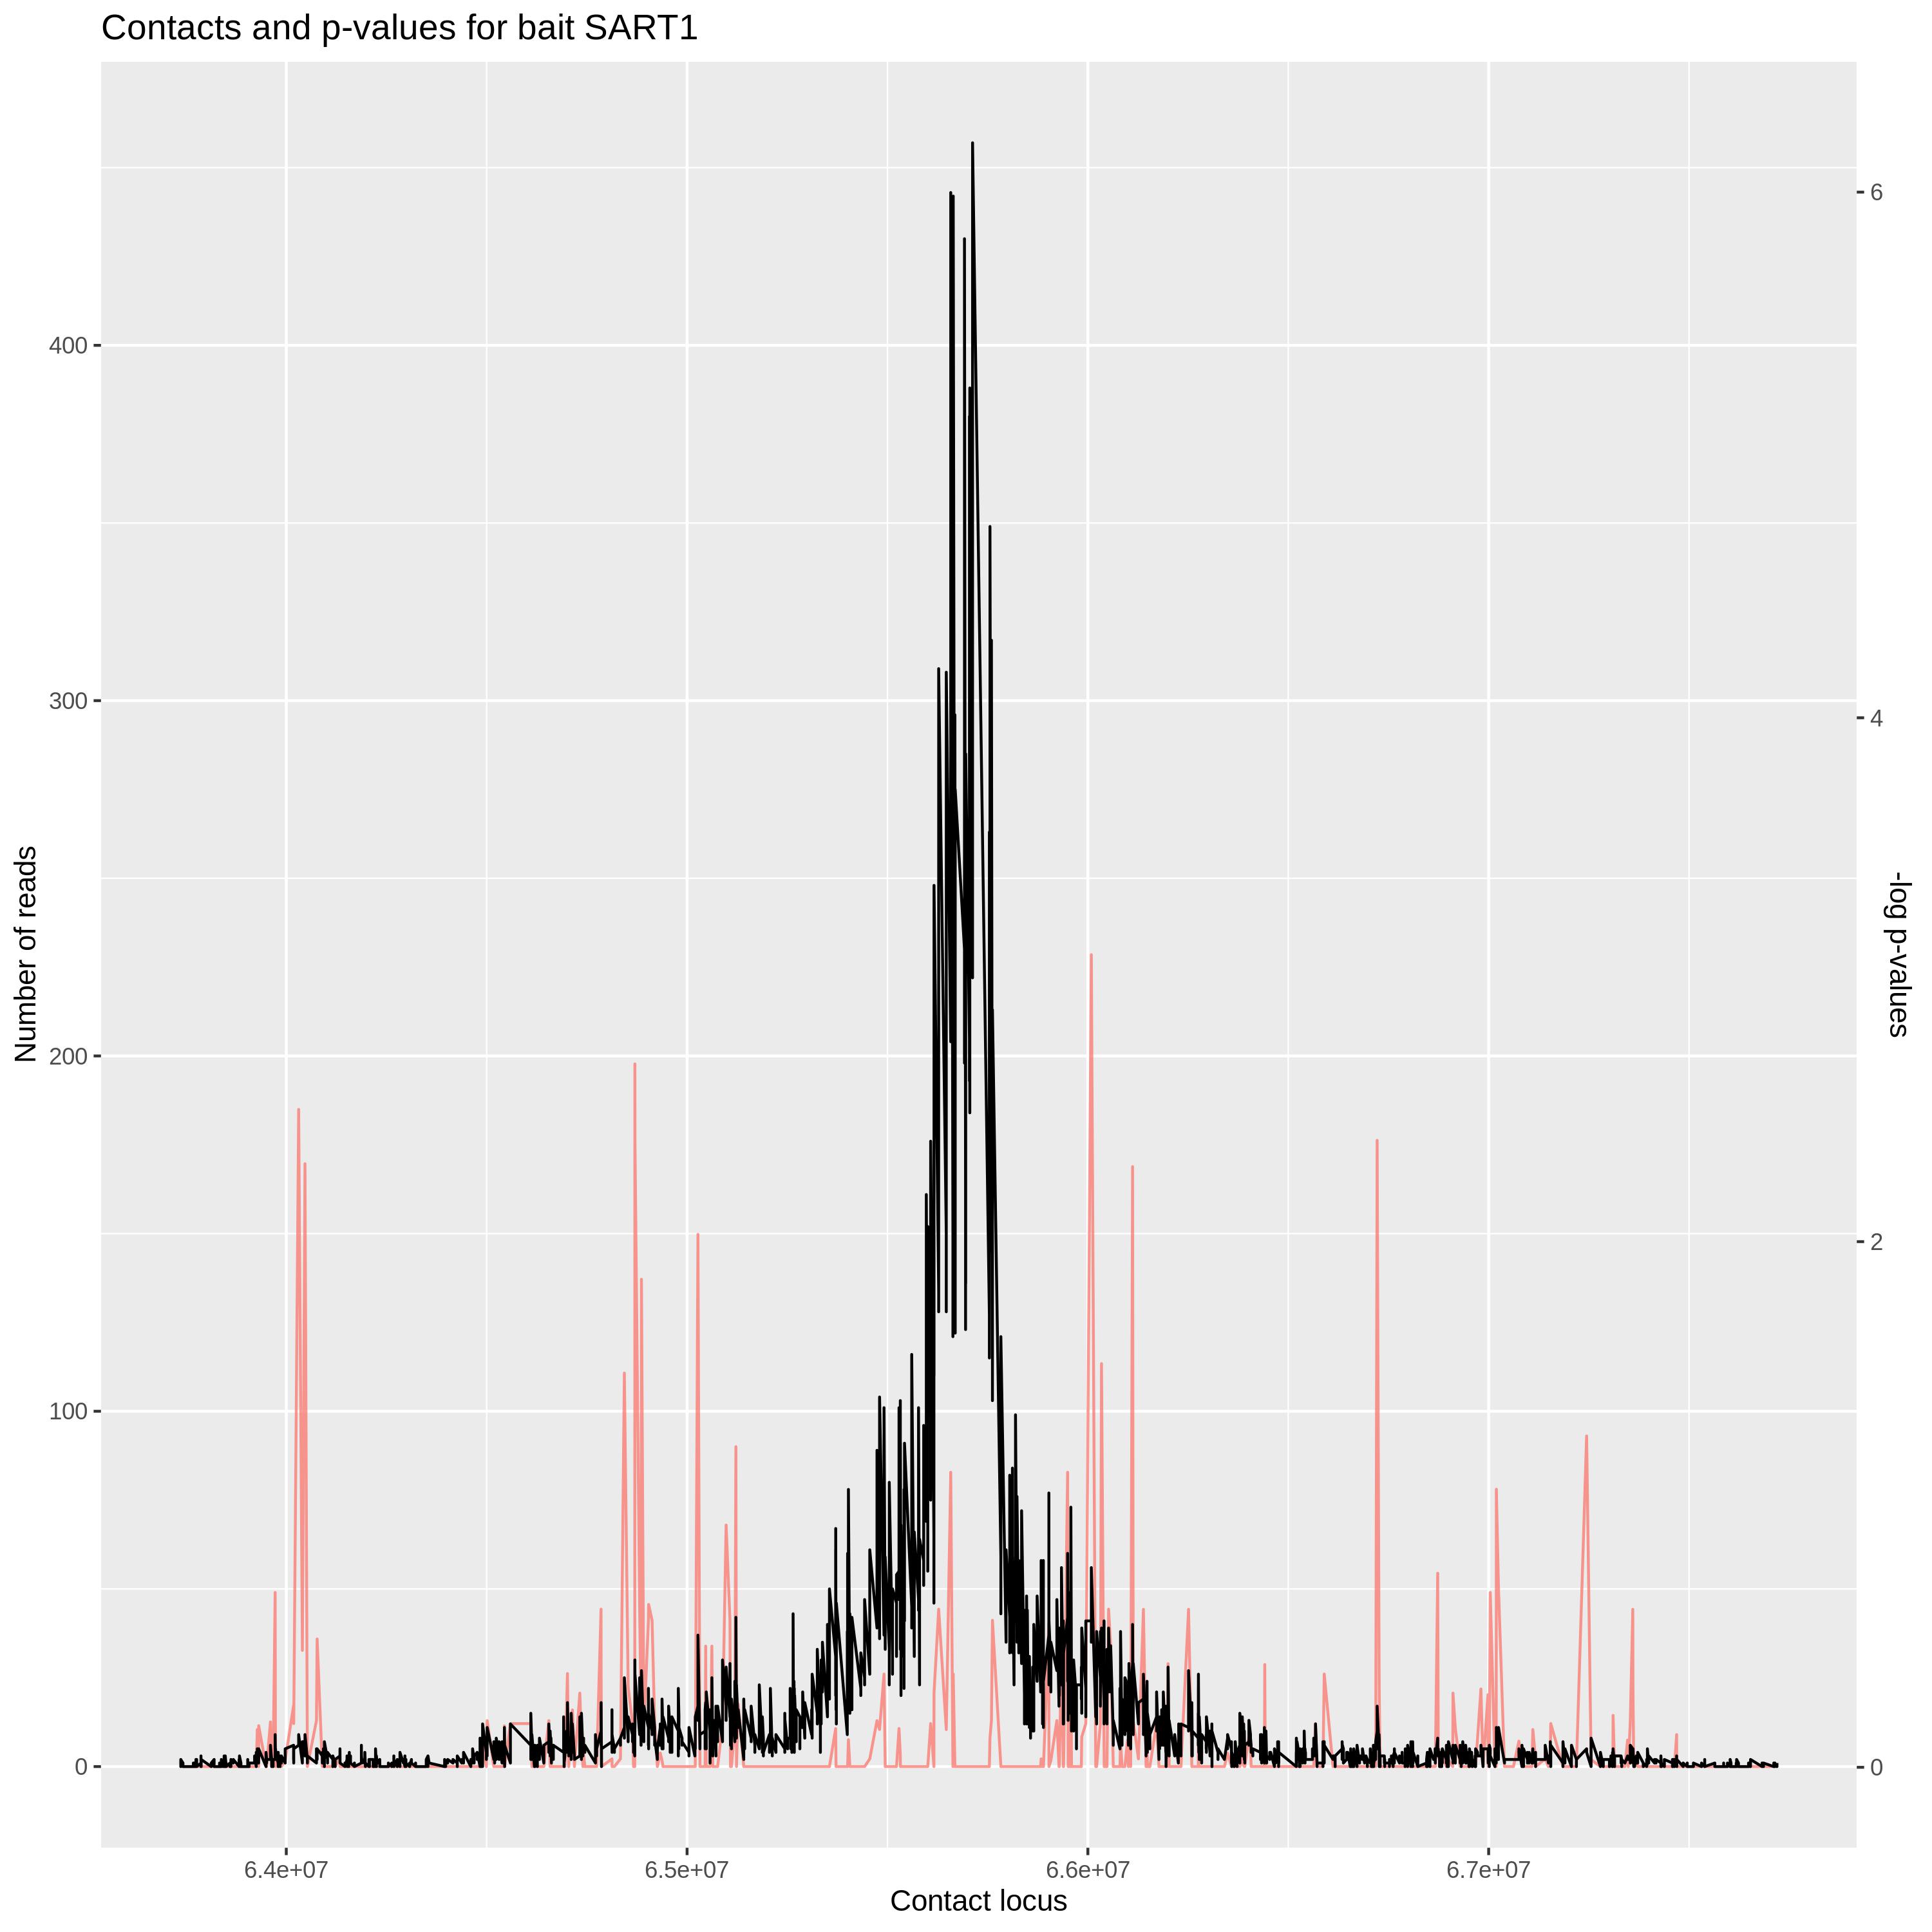 Contacts and p-values for bait SART1
Number of reads
400
300
200
100
0
6
4
2
0
-log p-values
6.4e+07
6.5e+07
6.6e+07
6.7e+07
Contact locus